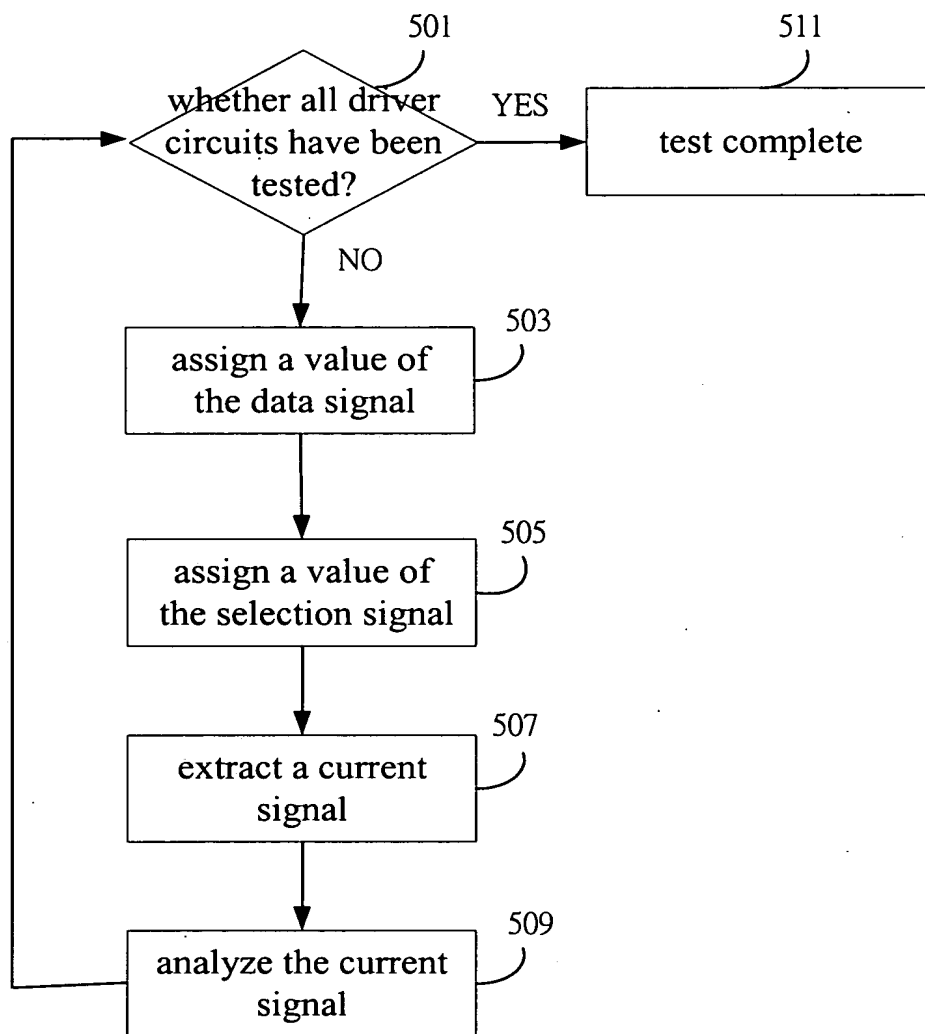 501
whether all driver
circuits have been
tested?
YES
511
test complete
NO
503
assign a value of
the data signal
505
assign a value of
the selection signal
507
extract a current
signal
509
analyze the current
signal